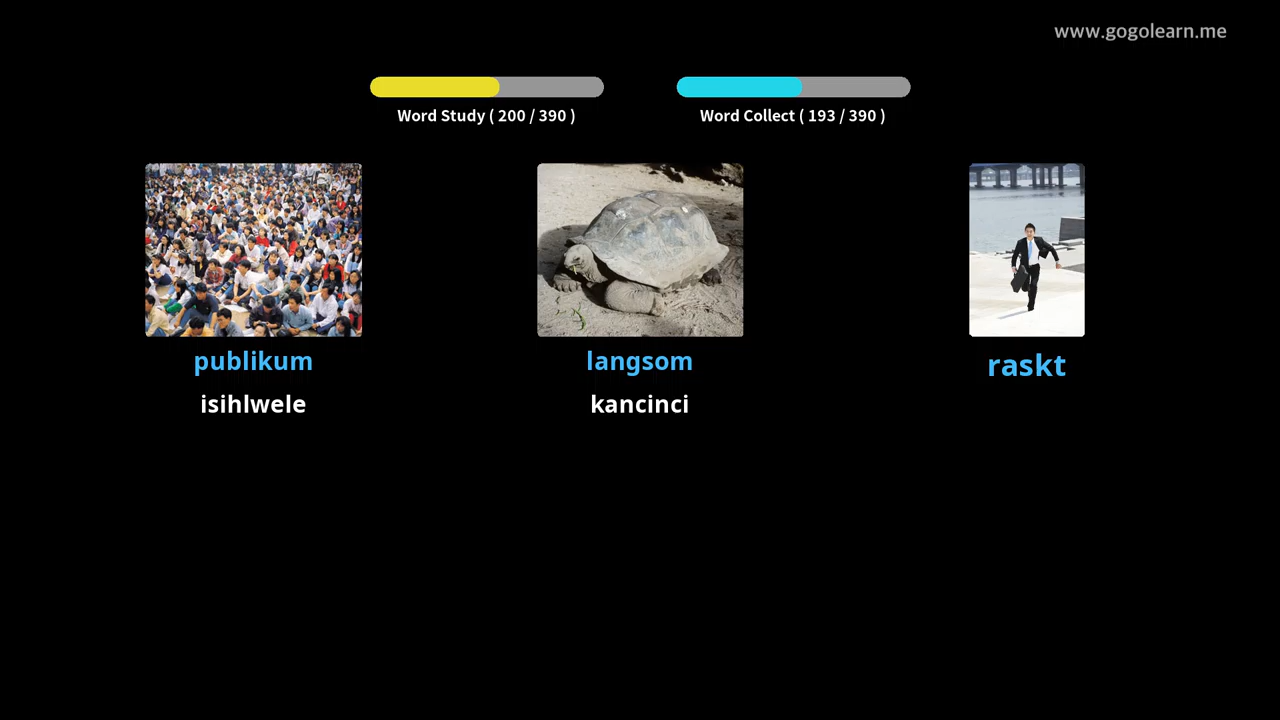 www.gogolearn.me
Word Study ( 200 / 390 )
Word Collect ( 193 / 390 )
publikum
langsom
raskt
isihlwele
kancinci